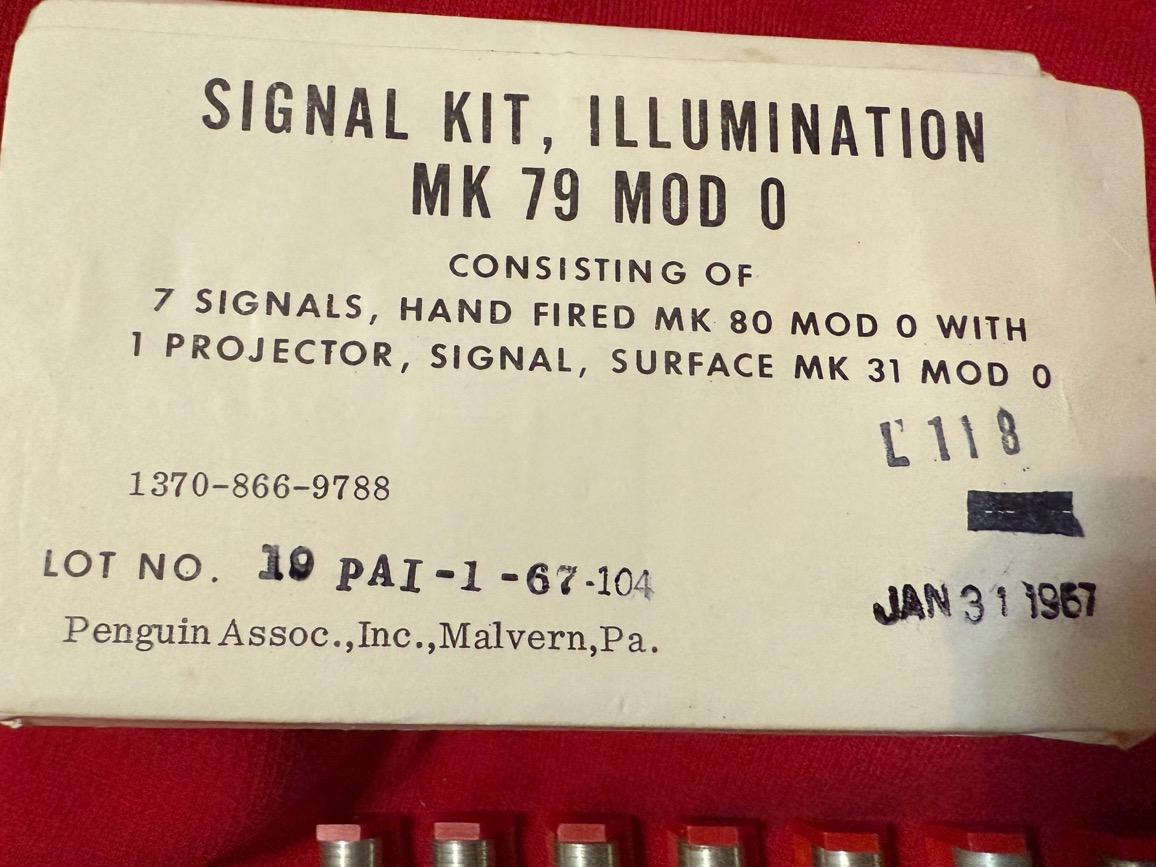 SIGNAL KIT, ILLUMINATION
MK 79 MOD 0
CONSISTING OF
7 SIGNALS, HAND FIRED MK 80 MOD 0 WITH
1 PROJECTOR, SIGNAL, SURFACE MK 31 MOD 0
L118
1370-866-9788
LOT NO. 19 PAI-1-67-104
JAN 31 1967
Penguin Assoc.,Inc.,Malvern,Pa.